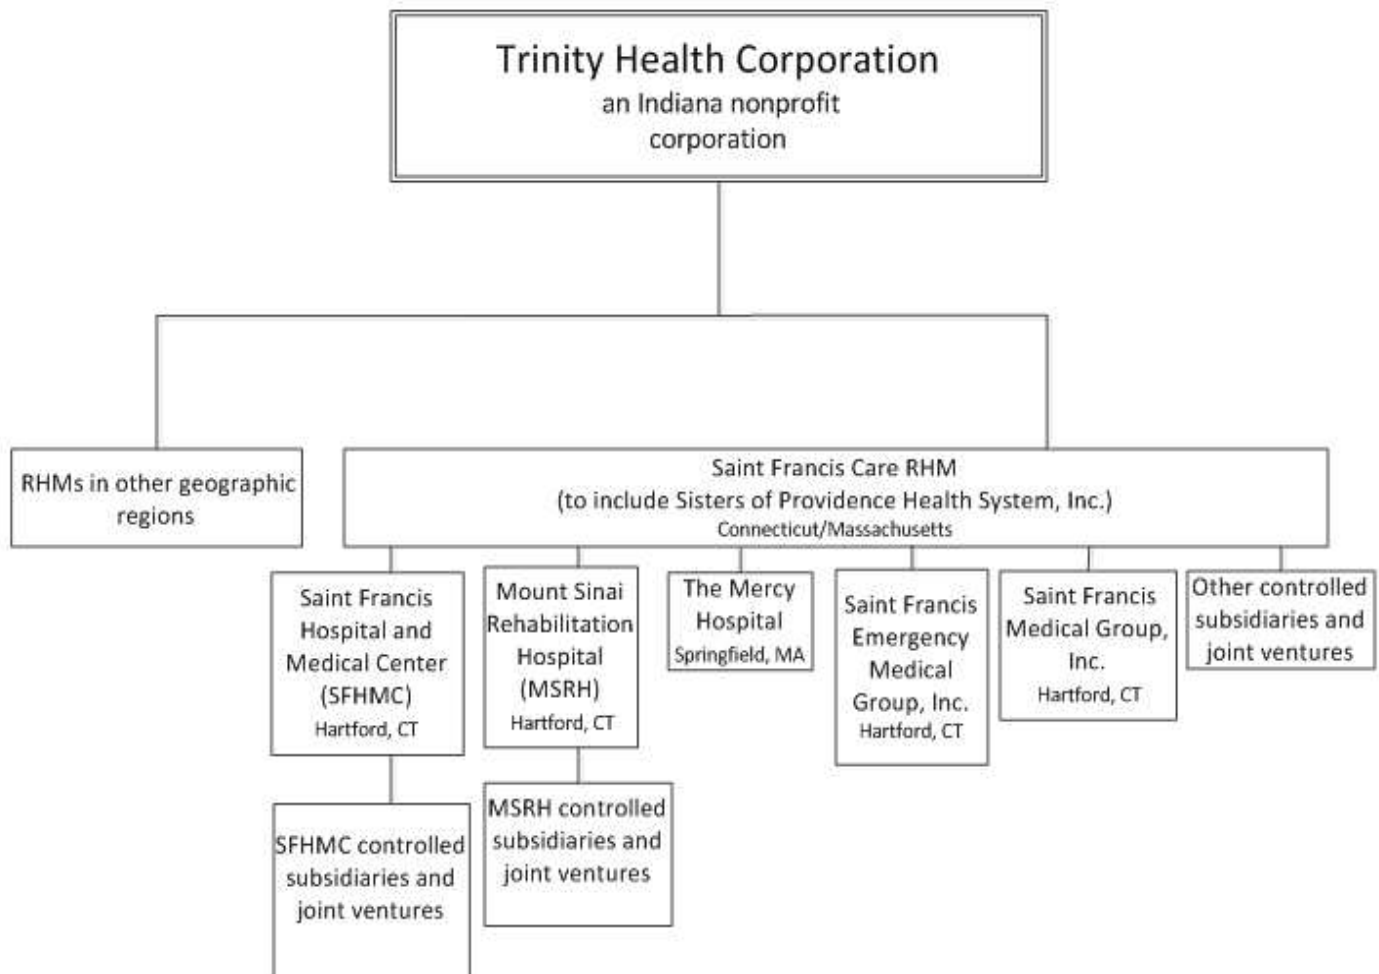 Trinity Health Corporation
an Indiana nonprofit
corporation
RHMs in other geographic
regions
Saint Francis Care RHM
(to include Sisters of Providence Health System, Inc.)
Connecticut/Massachusetts
Saint Francis
Hospital and
Medical Center
(SFHMC)
Hartford, CT
Mount Sinai
Rehabilitation
Hospital
(MSRH)
Hartford, CT
The Mercy
Hospital
Springfield, MA
Saint Francis
Emergency
Medical
Group, Inc.
Hartford, CT
Saint Francis
Medical Group,
Inc.
Hartford, CT
Other controlled
subsidiaries and
joint ventures
SFHMC controlled
subsidiaries and
joint ventures
MSRH controlled
subsidiaries and
joint ventures